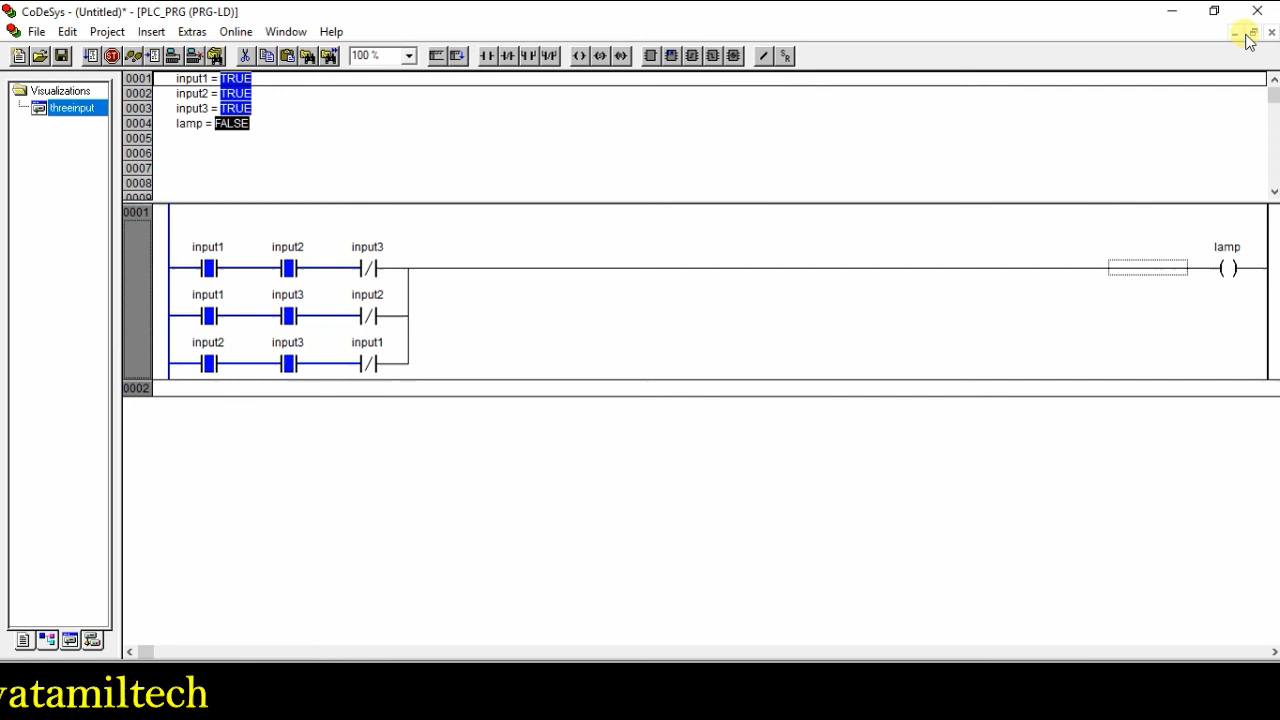 CoDeSys - (Untitled)* - [PLC_PRG (PRG-LD)]
File Edit Project Insert Extras Online Window Help
100 %
Visualizations
threeinput
0001 input1 = TRUE
0002 input2 = TRUE
0003 input3 = TRUE
0004 lamp = FALSE
0005
0006
0007
0008
0009
0001
input1 input2 input3 lamp
input1 input3 input2
input2 input3 input1
0002
vatamiltech